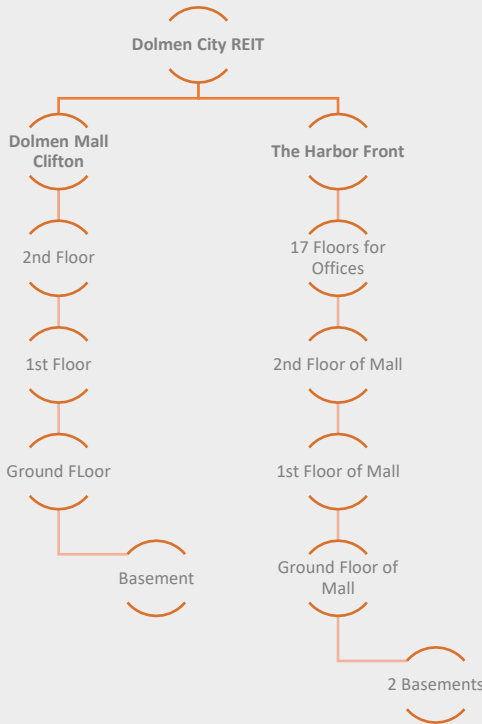 Dolmen City REIT
Dolmen Mall
Clifton
The Harbor Front
2nd Floor
17 Floors for
Offices
1st Floor
2nd Floor of Mall
Ground FLoor
1st Floor of Mall
Basement
Ground Floor of
Mall
2 Basements